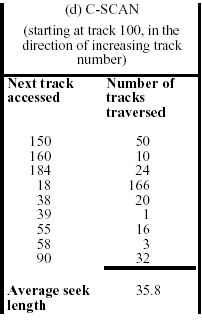 (d) C-SCAN
(starting at track 100, in the
direction of increasing track
number)
Next track accessed Number of tracks traversed
150 50
160 10
184 24
18 166
38 20
39 1
55 16
58 3
90 32
Average seek length 35.8